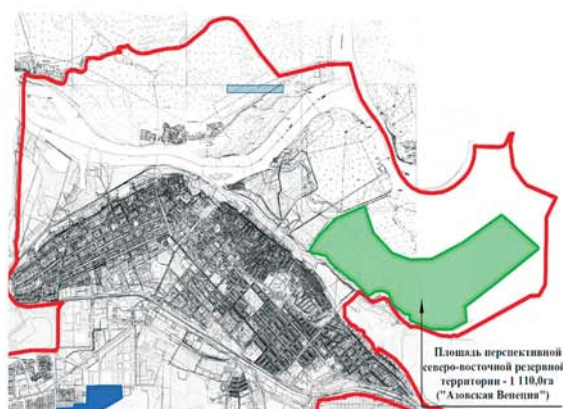 Площадь перспективной
северо-восточной резервной
территории - 1 110,0га
("Азовская Венеция")